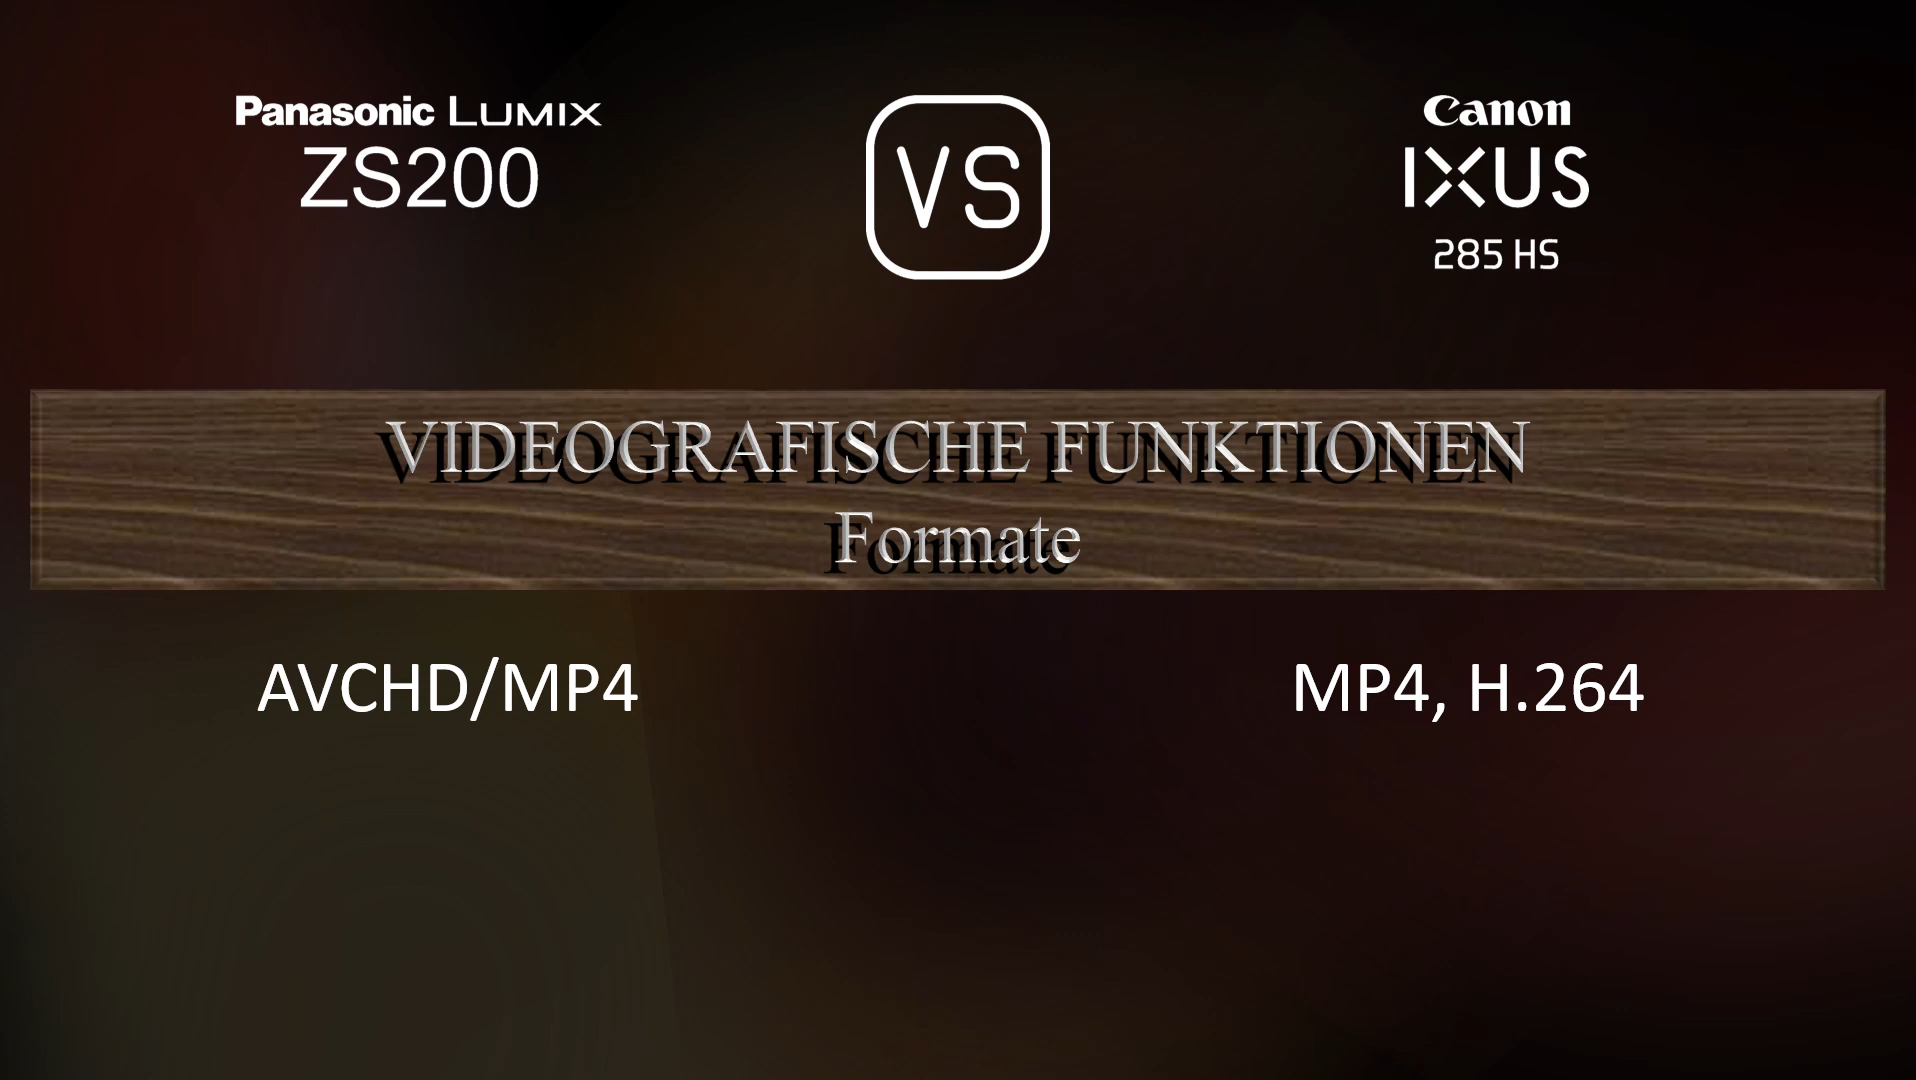 Panasonic LUMIX
ZS200
VS
Canon
IXUS
285 HS
VIDEOGRAFISCHE FUNKTIONEN
Formate
AVCHD/MP4
MP4, H.264